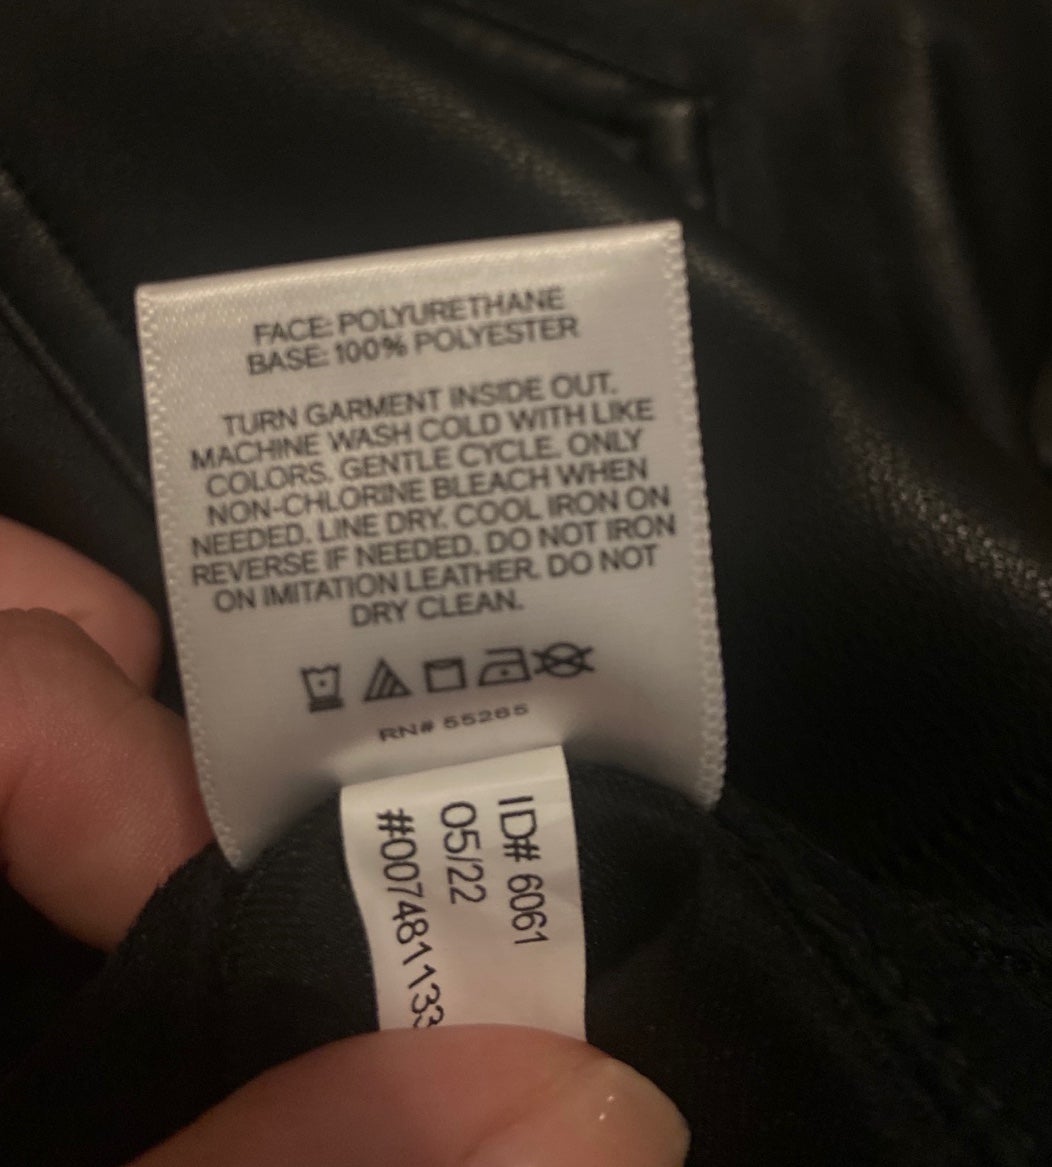 FACE: POLYURETHANE
BASE: 100% POLYESTER
TURN GARMENT INSIDE OUT.
MACHINE WASH COLD WITH LIKE
COLORS, GENTLE CYCLE. ONLY
NON-CHLORINE BLEACH WHEN
NEEDED. LINE DRY. COOL IRON ON
REVERSE IF NEEDED. DO NOT IRON
ON IMITATION LEATHER. DO NOT
DRY CLEAN.
RN# 55285
ID# 6061
05/22
#007481133